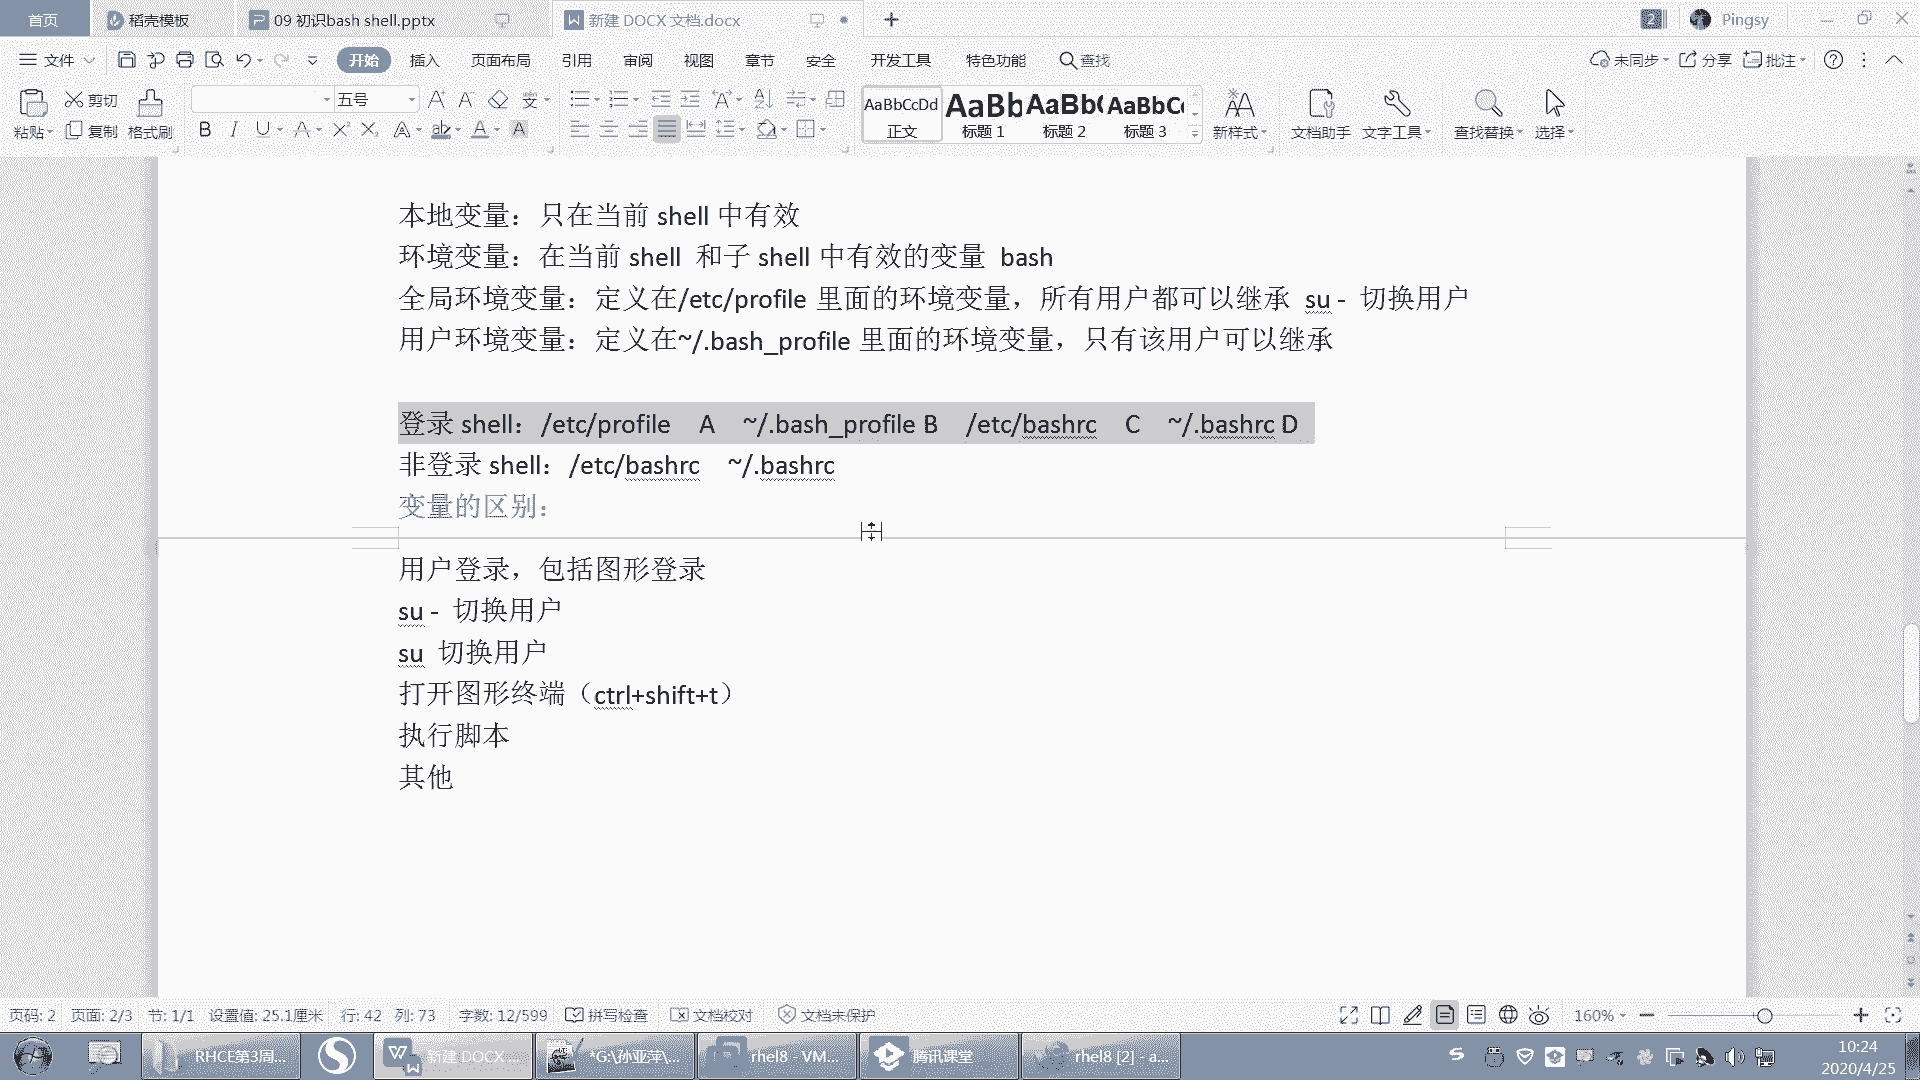 首页 稻壳模板 09 初识bash shell.pptx 新建 DOCX 文档.docx 2 Pingsy
文件 开始 插入 页面布局 引用 审阅 视图 章节 安全 开发工具 特色功能 查找 未同步 分享 批注
粘贴 剪切 复制 格式刷 五号
AaBbCcDd AaBb AaBb( AaBbC
正文 标题 1 标题 2 标题 3 新样式 文档助手 文字工具 查找替换 选择
本地变量：只在当前 shell 中有效
环境变量：在当前 shell 和子 shell 中有效的变量 bash
全局环境变量：定义在/etc/profile 里面的环境变量，所有用户都可以继承 su - 切换用户
用户环境变量：定义在~/.bash_profile 里面的环境变量，只有该用户可以继承
登录 shell：/etc/profile A ~/.bash_profile B /etc/bashrc C ~/.bashrc D
非登录 shell：/etc/bashrc ~/.bashrc
变量的区别：
用户登录，包括图形登录
su - 切换用户
su 切换用户
打开图形终端（ctrl+shift+t）
执行脚本
其他
页码: 2 页面: 2/3 节: 1/1 设置值: 25.1厘米 行: 42 列: 73 字数: 12/599 拼写检查 文档校对 文档未保护 160%
RHCE第3周... 新建 DOCX ... *G:\孙亚萍\... rhel8 - VM... 腾讯课堂 rhel8 [2] - a...
10:24
2020/4/25